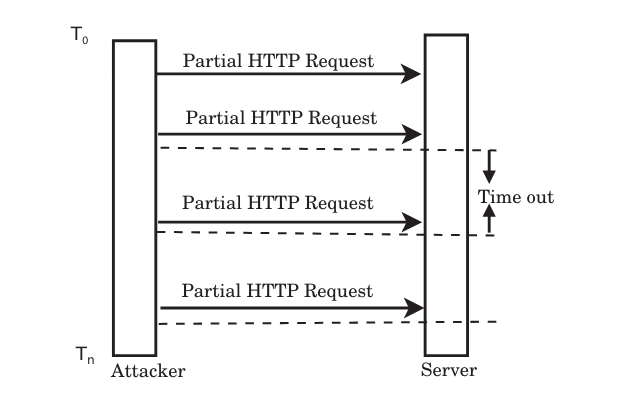 T₀
Partial HTTP Request
Partial HTTP Request
Partial HTTP Request
Time out
Partial HTTP Request
Tₙ
Attacker
Server